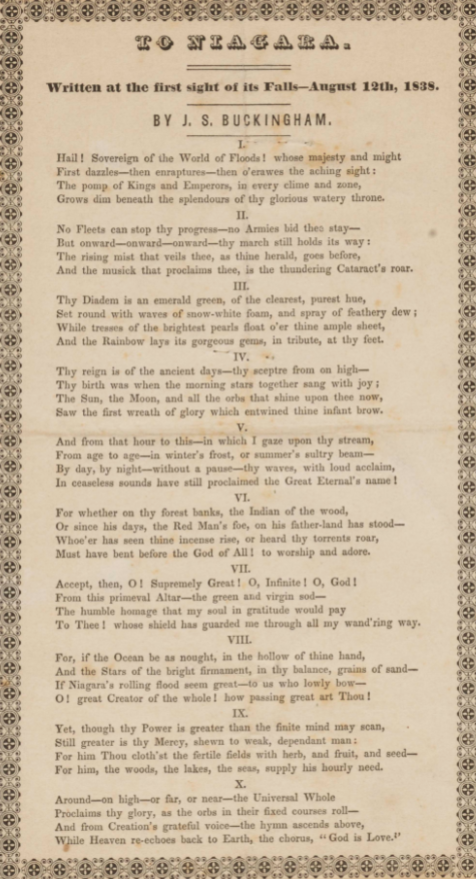 TO NIAGARA.
Written at the first sight of its Falls—August 12th, 1838.
BY J. S. BUCKINGHAM.
I.
Hail! Sovereign of the World of Floods! whose majesty and might
First dazzles—then enraptures—then o'erawes the aching sight:
The pomp of Kings and Emperors, in every clime and zone,
Grows dim beneath the splendours of thy glorious watery throne.
II.
No Fleets can stop thy progress—no Armies bid thee stay—
But onward—onward—onward—thy march still holds its way:
The rising mist that veils thee, as thine herald, goes before,
And the musick that proclaims thee, is the thundering Cataract's roar.
III.
Thy Diadem is an emerald green, of the clearest, purest hue,
Set round with waves of snow-white foam, and spray of feathery dew;
While tresses of the brightest pearls float o'er thine ample sheet,
And the Rainbow lays its gorgeous gems, in tribute, at thy feet.
IV.
Thy reign is of the ancient days—thy sceptre from on high—
Thy birth was when the morning stars together sang with joy;
The Sun, the Moon, and all the orbs that shine upon thee now,
Saw the first wreath of glory which entwined thine infant brow.
V.
And from that hour to this—in which I gaze upon thy stream,
From age to age—in winter's frost, or summer's sultry beam—
By day, by night—without a pause—thy waves, with loud acclaim,
In ceaseless sounds have still proclaimed the Great Eternal's name!
VI.
For whether on thy forest banks, the Indian of the wood,
Or since his days, the Red Man's foe, on his father-land has stood—
Whoe'er has seen thine incense rise, or heard thy torrents roar,
Must have bent before the God of All! to worship and adore.
VII.
Accept, then, O! Supremely Great! O, Infinite! O, God!
From this primeval Altar—the green and virgin sod—
The humble homage that my soul in gratitude would pay
To Thee! whose shield has guarded me through all my wand'ring way.
VIII.
For, if the Ocean be as nought, in the hollow of thine hand,
And the Stars of the bright firmament, in thy balance, grains of sand—
If Niagara's rolling flood seem great—to us who lowly bow—
O! great Creator of the whole! how passing great art Thou!
IX.
Yet, though thy Power is greater than the finite mind may scan,
Still greater is thy Mercy, shewn to weak, dependant man:
For him Thou cloth'st the fertile fields with herb, and fruit, and seed—
For him, the woods, the lakes, the seas, supply his hourly need.
X.
Around—on high—or far, or near—the Universal Whole
Proclaims thy glory, as the orbs in their fixed courses roll—
And from Creation's grateful voice—the hymn ascends above,
While Heaven re-echoes back to Earth, the chorus, "God is Love."